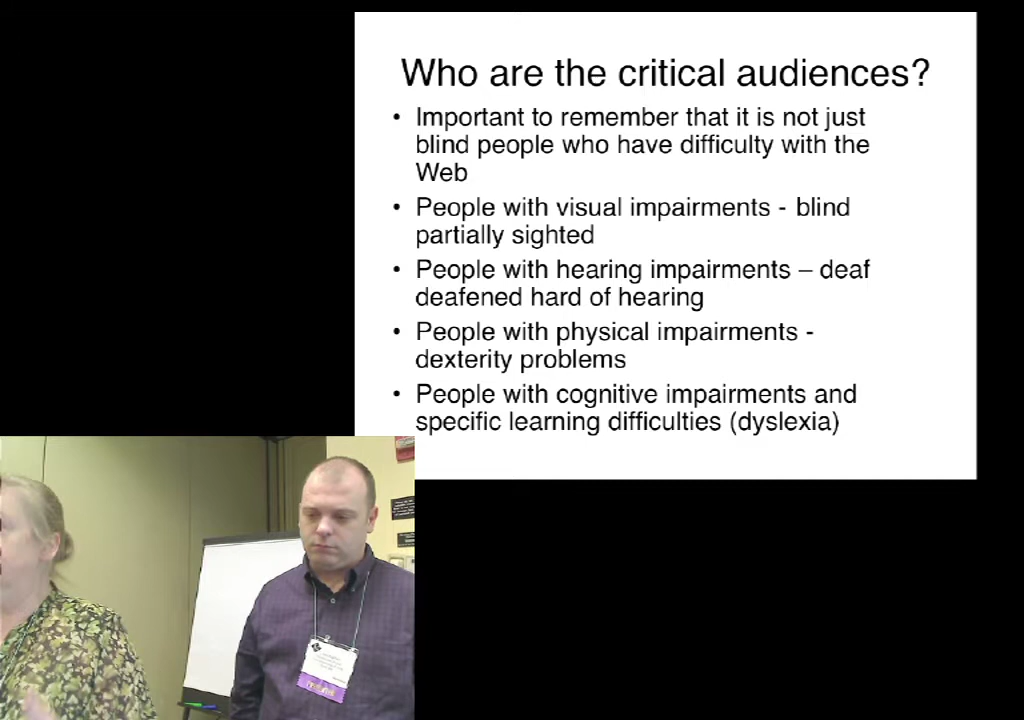 Who are the critical audiences?
• Important to remember that it is not just
blind people who have difficulty with the
Web
• People with visual impairments - blind
partially sighted
• People with hearing impairments – deaf
deafened hard of hearing
• People with physical impairments -
dexterity problems
• People with cognitive impairments and
specific learning difficulties (dyslexia)